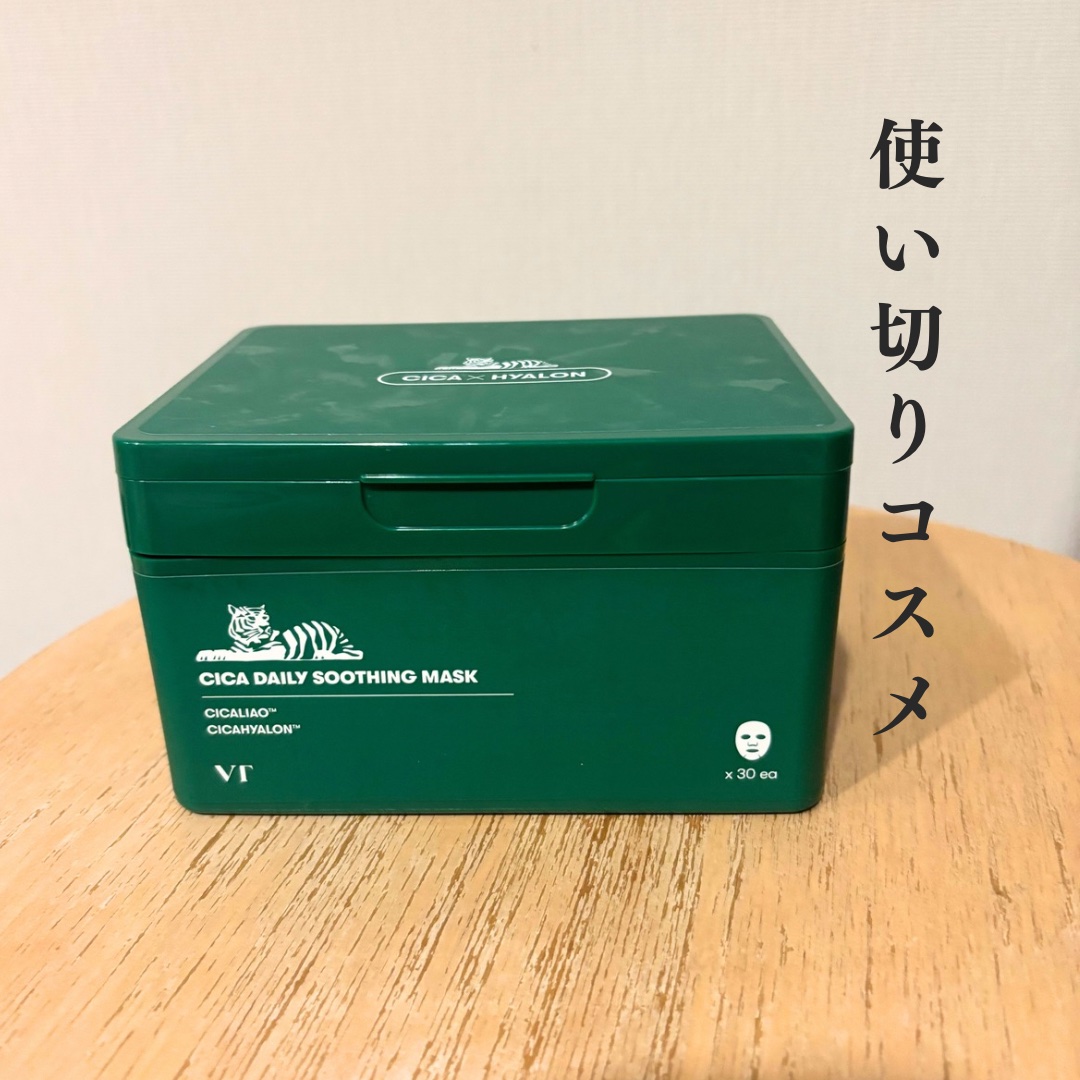 使い切りコスメ
CICA × HYALON
CICA DAILY SOOTHING MASK
CICALIAO™
CICAHYALON™
VT
x 30 ea